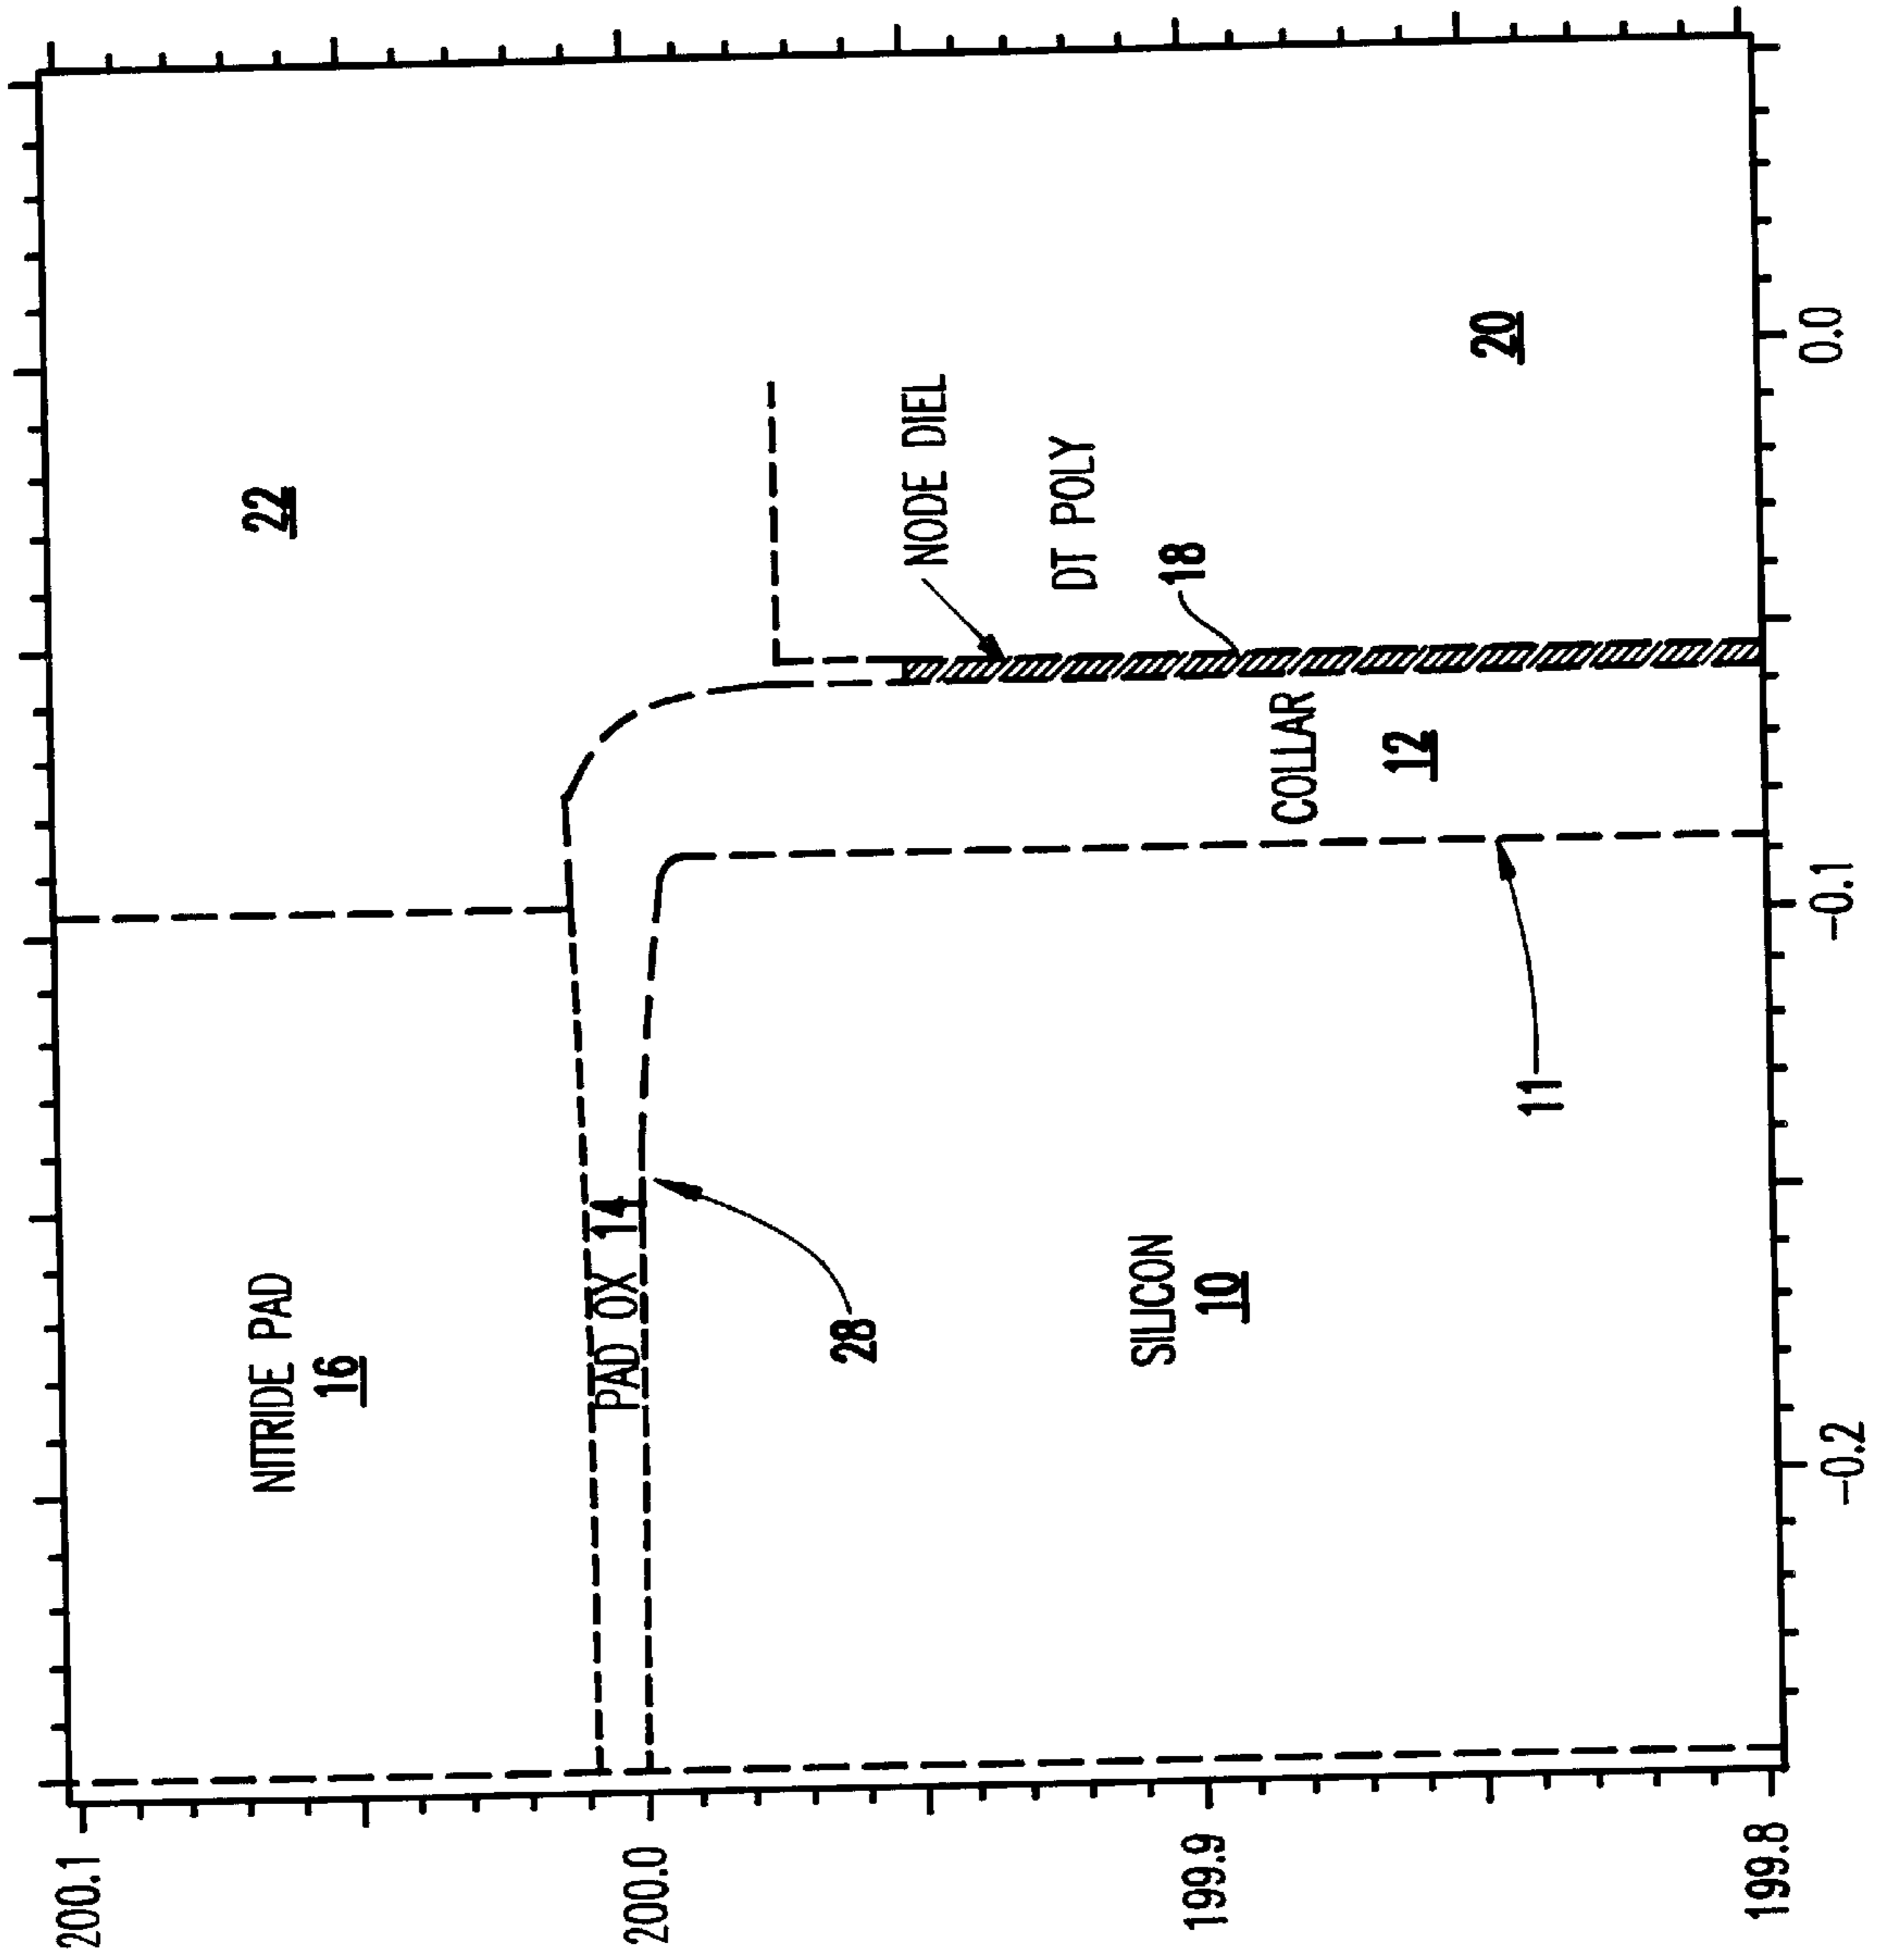 200.1
200.0
199.9
199.8
-0.2
-0.1
0.0
NITRIDE PAD
16
22
PAD OX 14
28
SILICON
10
11
NODE DIEL
DT POLY
18
COLLAR
12
20